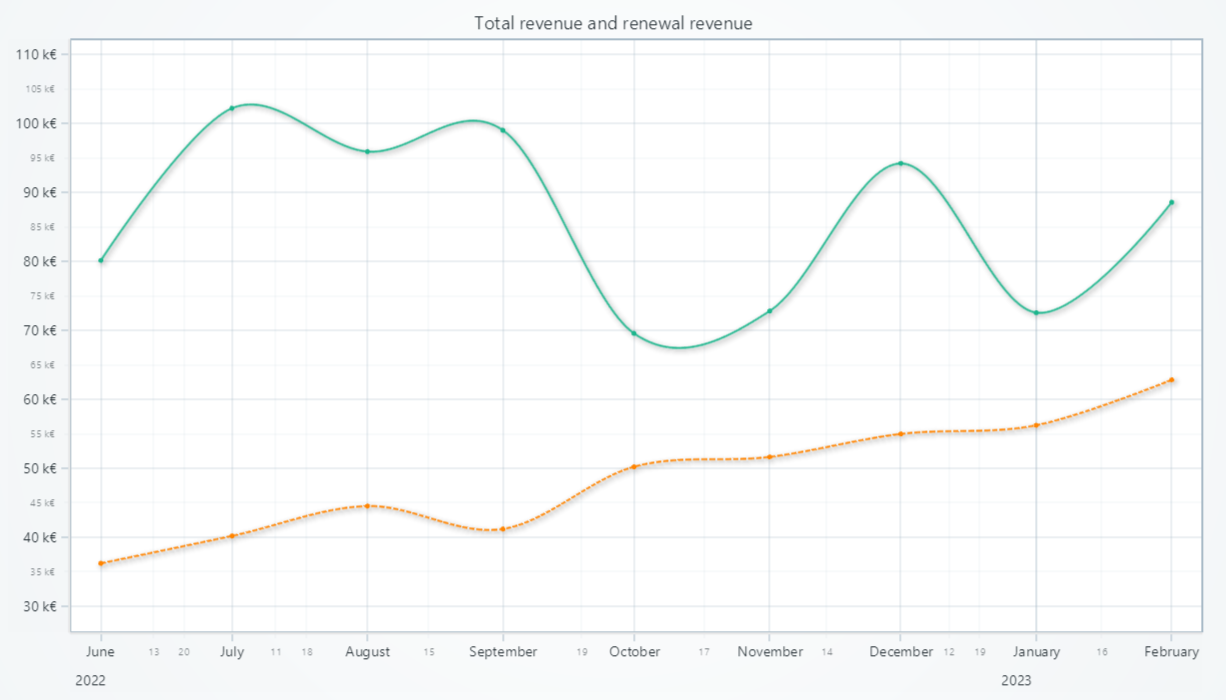 Total revenue and renewal revenue
110 k€
105 k€
100 k€
95 k€
90 k€
85 k€
80 k€
75 k€
70 k€
65 k€
60 k€
55 k€
50 k€
45 k€
40 k€
35 k€
30 k€
June 13 20 July 11 18 August 15 September 19 October 17 November 14 December 12 19 January 16 February
2022 2023